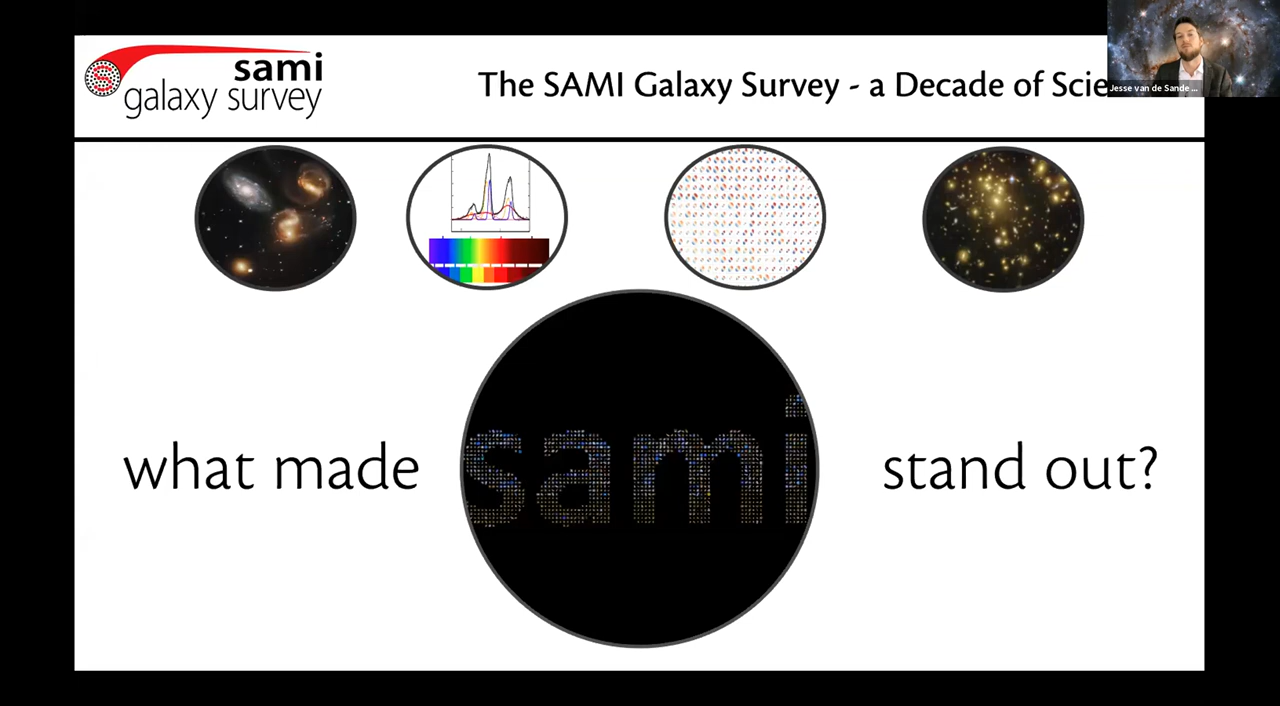 sami
galaxy survey
The SAMI Galaxy Survey - a Decade of Scie
Jesse van de Sande ...
what made sami stand out?